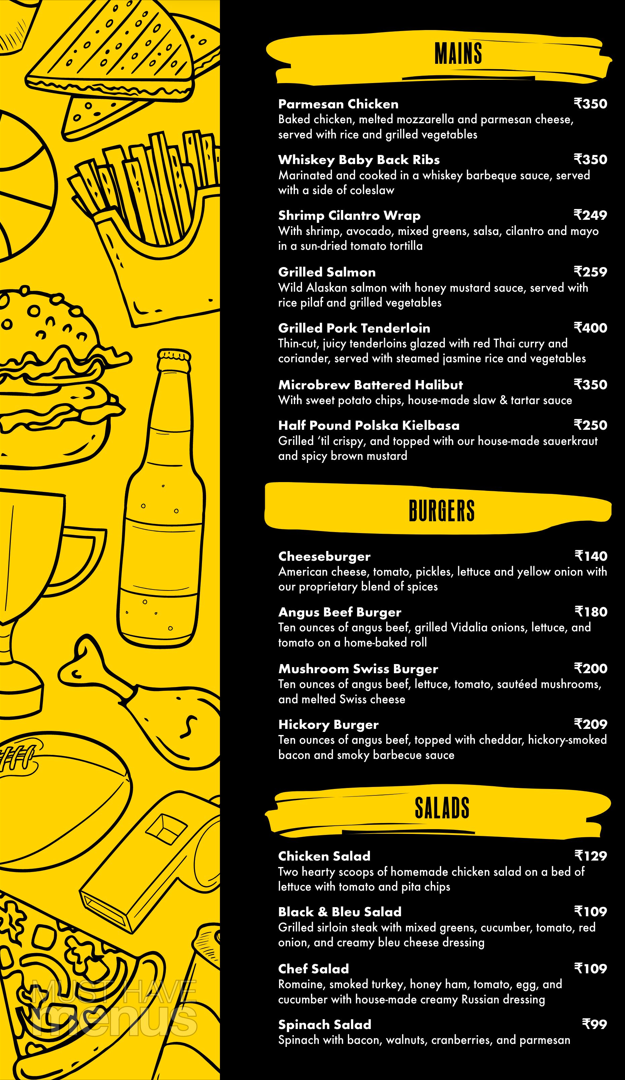 MAINS
Parmesan Chicken ₹350
Baked chicken, melted mozzarella and parmesan cheese,
served with rice and grilled vegetables
Whiskey Baby Back Ribs ₹350
Marinated and cooked in a whiskey barbeque sauce, served
with a side of coleslaw
Shrimp Cilantro Wrap ₹249
With shrimp, avocado, mixed greens, salsa, cilantro and mayo
in a sun-dried tomato tortilla
Grilled Salmon ₹259
Wild Alaskan salmon with honey mustard sauce, served with
rice pilaf and grilled vegetables
Grilled Pork Tenderloin ₹400
Thin-cut, juicy tenderloins glazed with red Thai curry and
coriander, served with steamed jasmine rice and vegetables
Microbrew Battered Halibut ₹350
With sweet potato chips, house-made slaw & tartar sauce
Half Pound Polska Kielbasa ₹250
Grilled ‘til crispy, and topped with our house-made sauerkraut
and spicy brown mustard
BURGERS
Cheeseburger ₹140
American cheese, tomato, pickles, lettuce and yellow onion with
our proprietary blend of spices
Angus Beef Burger ₹180
Ten ounces of angus beef, grilled Vidalia onions, lettuce, and
tomato on a home-baked roll
Mushroom Swiss Burger ₹200
Ten ounces of angus beef, lettuce, tomato, sautéed mushrooms,
and melted Swiss cheese
Hickory Burger ₹209
Ten ounces of angus beef, topped with cheddar, hickory-smoked
bacon and smoky barbecue sauce
SALADS
Chicken Salad ₹129
Two hearty scoops of homemade chicken salad on a bed of
lettuce with tomato and pita chips
Black & Bleu Salad ₹109
Grilled sirloin steak with mixed greens, cucumber, tomato, red
onion, and creamy bleu cheese dressing
Chef Salad ₹109
Romaine, smoked turkey, honey ham, tomato, egg, and
cucumber with house-made creamy Russian dressing
Spinach Salad ₹99
Spinach with bacon, walnuts, cranberries, and parmesan
MUST HAVE
menus